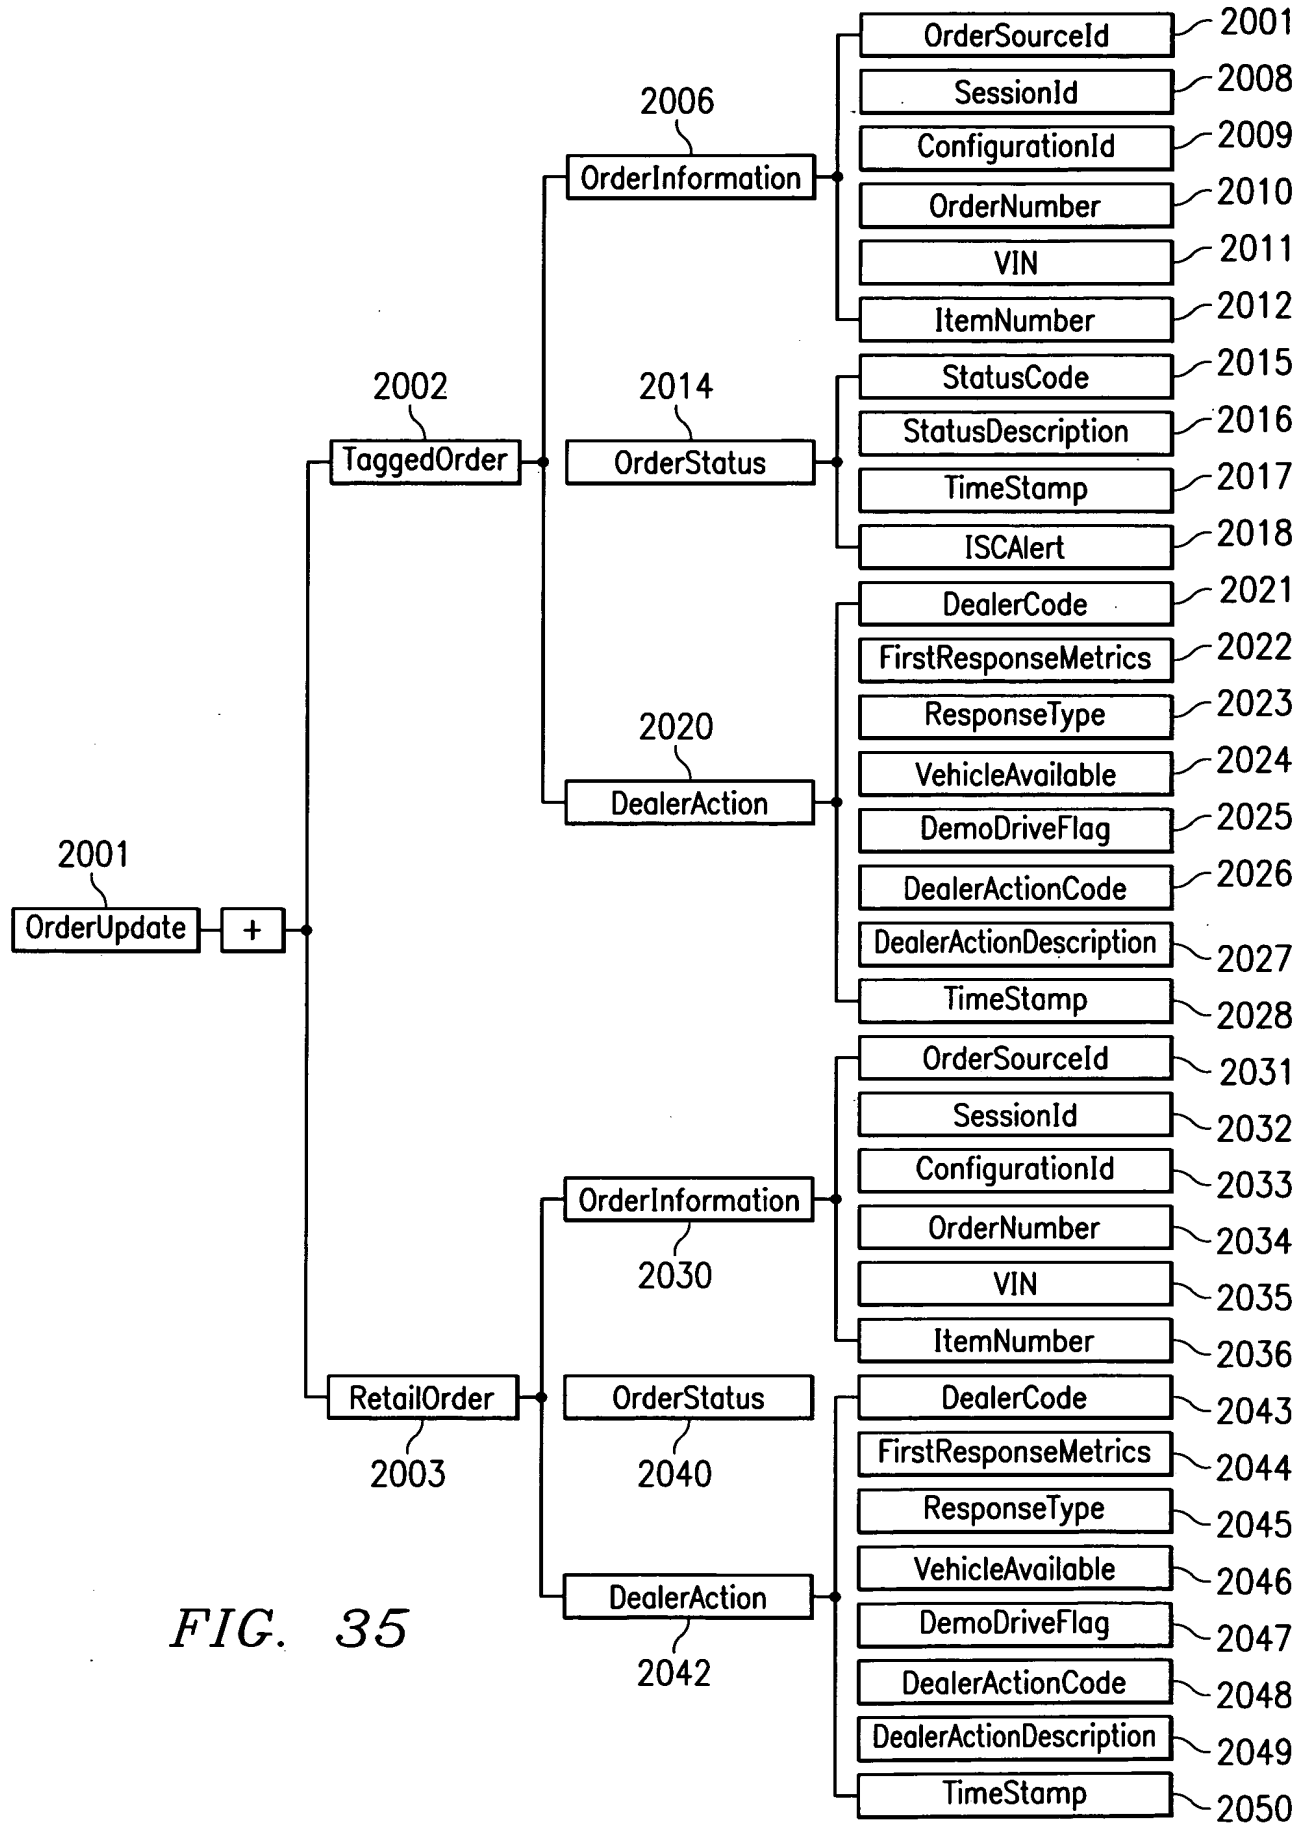 OrderSourceId 2001
SessionId 2008
2006
ConfigurationId 2009
OrderInformation
OrderNumber 2010
VIN 2011
ItemNumber 2012
StatusCode 2015
2002 2014
StatusDescription 2016
TaggedOrder OrderStatus
TimeStamp 2017
ISCAlert 2018
DealerCode 2021
FirstResponseMetrics 2022
ResponseType 2023
2020
VehicleAvailable 2024
DealerAction
DemoDriveFlag 2025
2001
DealerActionCode 2026
OrderUpdate +
DealerActionDescription 2027
TimeStamp 2028
OrderSourceId 2031
SessionId 2032
ConfigurationId 2033
OrderInformation
OrderNumber 2034
2030
VIN 2035
ItemNumber 2036
RetailOrder OrderStatus DealerCode 2043
FirstResponseMetrics 2044
2003 2040
ResponseType 2045
VehicleAvailable 2046
DealerAction
DemoDriveFlag 2047
FIG. 35
2042
DealerActionCode 2048
DealerActionDescription 2049
TimeStamp 2050